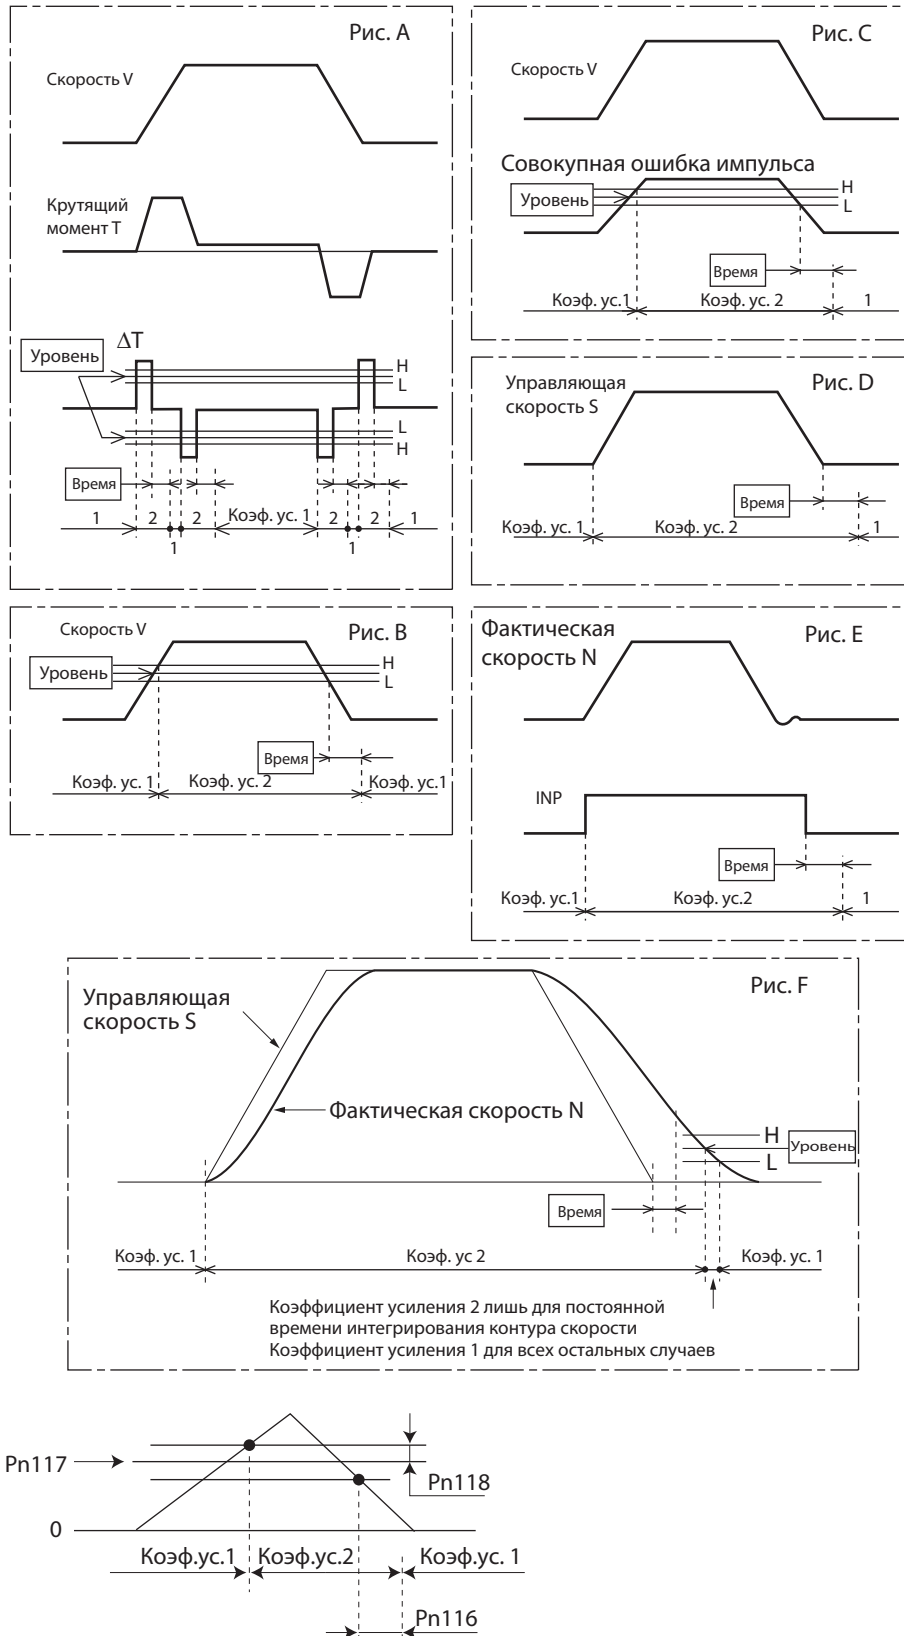 Рис. A
Скорость V
Крутящий
момент T
ΔT
Уровень
H
L
L
H
Время
1
2
2
Коэф. ус. 1
2
2
1
1
1
Рис. B
Скорость V
Уровень
H
L
Время
Коэф. ус. 1
Коэф. ус. 2
Коэф. ус.1
Рис. C
Скорость V
Совокупная ошибка импульса
Уровень
H
L
Время
Коэф. ус.1
Коэф. ус. 2
1
Рис. D
Управляющая
скорость S
Время
Коэф. ус. 1
Коэф. ус. 2
1
Рис. E
Фактическая
скорость N
INP
Время
Коэф. ус.1
Коэф. ус.2
1
Рис. F
Управляющая
скорость S
Фактическая скорость N
H
Уровень
L
Время
Коэф. ус. 1
Коэф. ус 2
Коэф. ус. 1
Коэффициент усиления 2 лишь для постоянной
времени интегрирования контура скорости
Коэффициент усиления 1 для всех остальных случаев
Pn117
Pn118
0
Коэф.ус.1
Коэф.ус.2
Коэф.ус. 1
Pn116